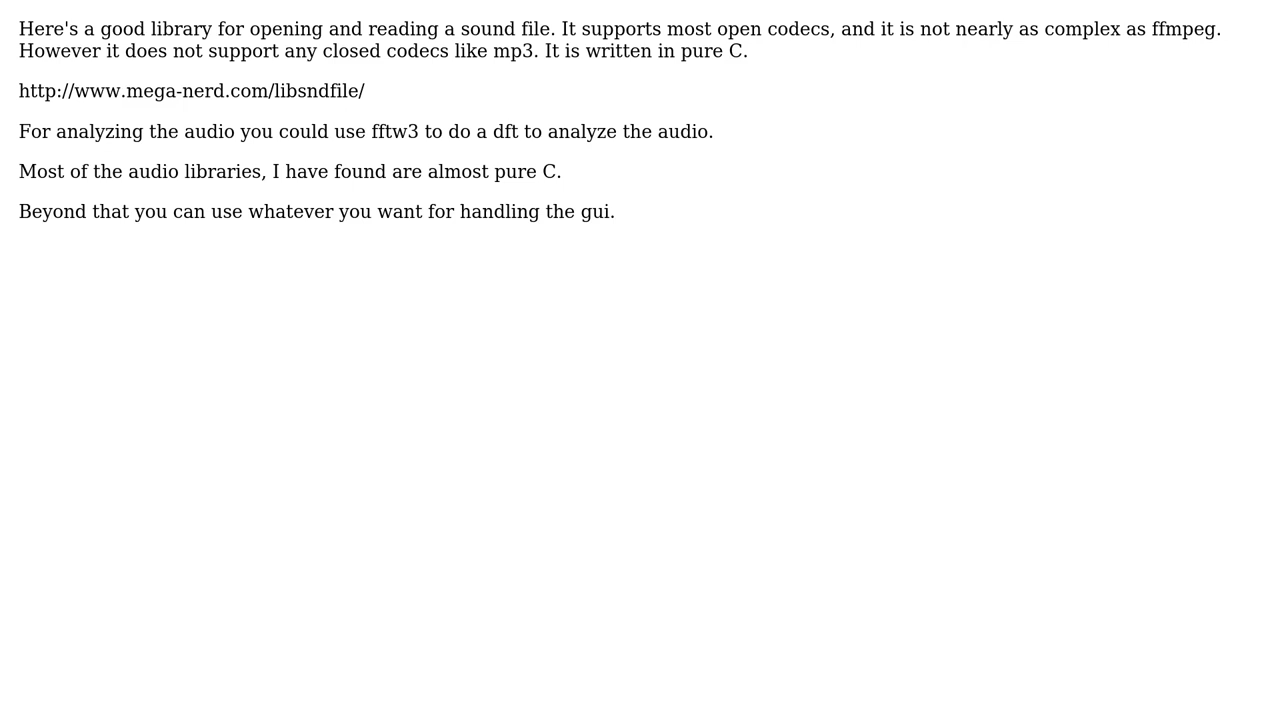 Here's a good library for opening and reading a sound file. It supports most open codecs, and it is not nearly as complex as ffmpeg.
However it does not support any closed codecs like mp3. It is written in pure C.
http://www.mega-nerd.com/libsndfile/
For analyzing the audio you could use fftw3 to do a dft to analyze the audio.
Most of the audio libraries, I have found are almost pure C.
Beyond that you can use whatever you want for handling the gui.